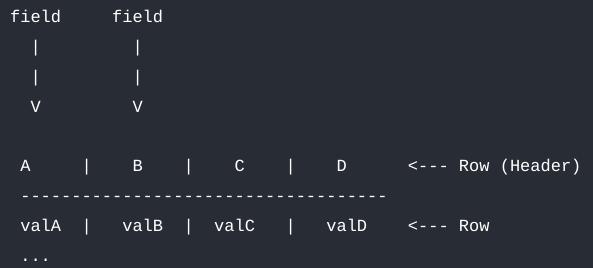 field     field
  |         |
  |         |
  V         V
 A     |    B    |    C    |    D      <--- Row (Header)
 ------------------------------------
 valA  |   valB  |  valC   |   valD    <--- Row
 ...